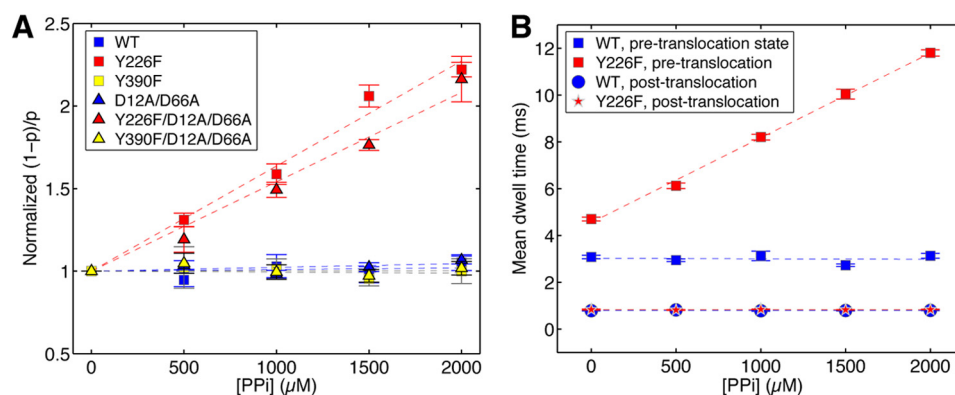 A
Normalized (1−p)/p
2.5
2
1.5
1
0.5
WT
Y226F
Y390F
D12A/D66A
Y226F/D12A/D66A
Y390F/D12A/D66A
0 500 1000 1500 2000
[PPi] (µM)
B
Mean dwell time (ms)
12
10
8
6
4
2
0
WT, pre-translocation state
Y226F, pre-translocation
WT, post-translocation
Y226F, post-translocation
0 500 1000 1500 2000
[PPi] (µM)